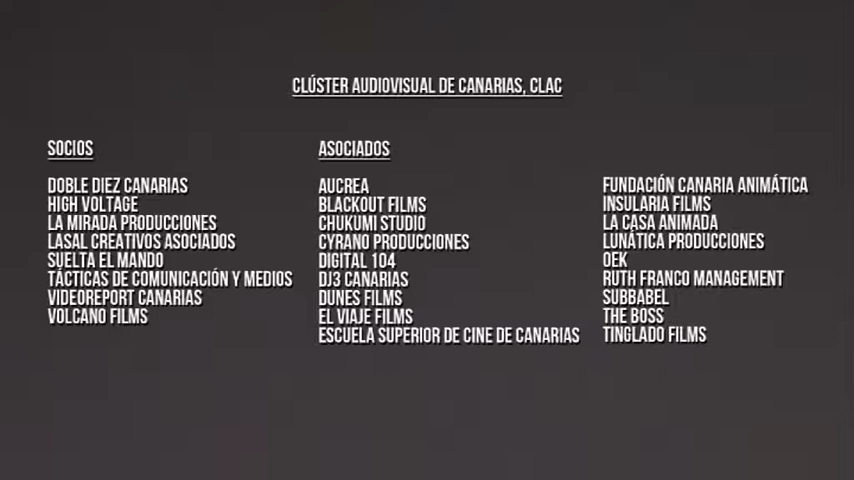 CLÚSTER AUDIOVISUAL DE CANARIAS, CLAC
SOCIOS
DOBLE DIEZ CANARIAS
HIGH VOLTAGE
LA MIRADA PRODUCCIONES
LASAL CREATIVOS ASOCIADOS
SUELTA EL MANDO
TÁCTICAS DE COMUNICACIÓN Y MEDIOS
VIDEOREPORT CANARIAS
VOLCANO FILMS
ASOCIADOS
AUCREA
BLACKOUT FILMS
CHUKUMI STUDIO
CYRANO PRODUCCIONES
DIGITAL 104
DJ3 CANARIAS
DUNES FILMS
EL VIAJE FILMS
ESCUELA SUPERIOR DE CINE DE CANARIAS
FUNDACIÓN CANARIA ANIMÁTICA
INSULARIA FILMS
LA CASA ANIMADA
LUNÁTICA PRODUCCIONES
OEK
RUTH FRANCO MANAGEMENT
SUBBABEL
THE BOSS
TINGLADO FILMS